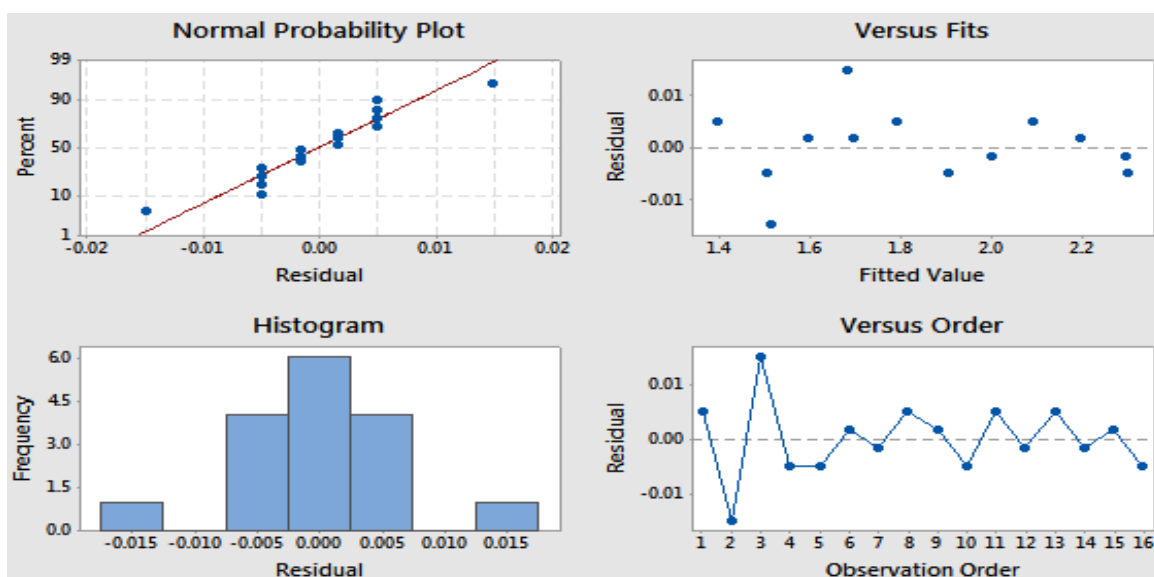 Normal Probability Plot
Percent
99
90
50
10
1
-0.02 -0.01 0.00 0.01 0.02
Residual
Versus Fits
Residual
0.01
0.00
-0.01
1.4 1.6 1.8 2.0 2.2
Fitted Value
Histogram
Frequency
6.0
4.5
3.0
1.5
0.0
-0.015 -0.010 -0.005 0.000 0.005 0.010 0.015
Residual
Versus Order
Residual
0.01
0.00
-0.01
1 2 3 4 5 6 7 8 9 10 11 12 13 14 15 16
Observation Order